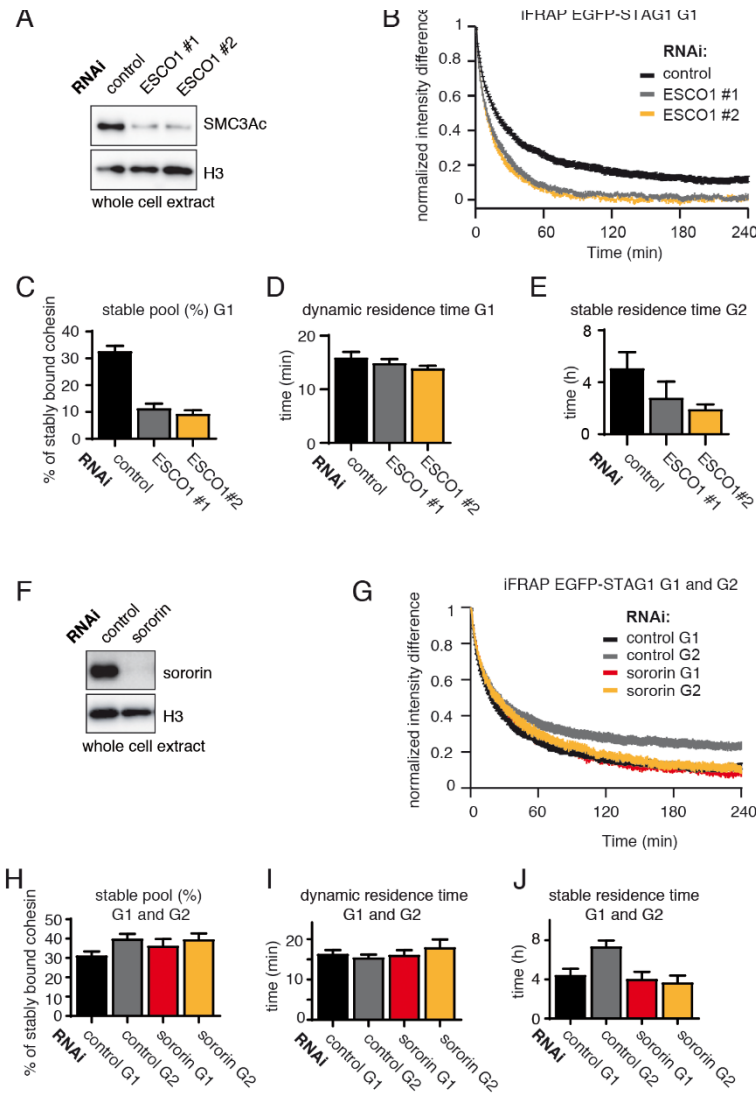 A
RNAi
control
ESCO1 #1
ESCO1 #2
SMC3Ac
H3
whole cell extract
B
iFRAP EGFP-STAG1 G1
normalized intensity difference
1
0.8
0.6
0.4
0.2
0
0
60
120
180
240
Time (min)
RNAi:
control
ESCO1 #1
ESCO1 #2
C
stable pool (%) G1
% of stably bound cohesin
40
30
20
10
0
RNAi
control
ESCO1 #1
ESCO1#2
D
dynamic residence time G1
time (min)
20
10
0
RNAi
control
ESCO1 #1
ESCO1 #2
E
stable residence time G2
time (h)
8
4
0
RNAi
control
ESCO1 #1
ESCO1#2
F
RNAi
control
sororin
sororin
H3
whole cell extract
G
iFRAP EGFP-STAG1 G1 and G2
normalized intensity difference
1
0.8
0.6
0.4
0.2
0
0
60
120
180
240
Time (min)
RNAi:
control G1
control G2
sororin G1
sororin G2
H
stable pool (%)
G1 and G2
% of stably bound cohesin
50
40
30
20
10
0
RNAi
control G1
control G2
sororin G1
sororin G2
I
dynamic residence time
G1 and G2
time (min)
20
10
0
RNAi
control G1
control G2
sororin G1
sororin G2
J
stable residence time
G1 and G2
time (h)
8
4
0
RNAi
control G1
control G2
sororin G1
sororin G2